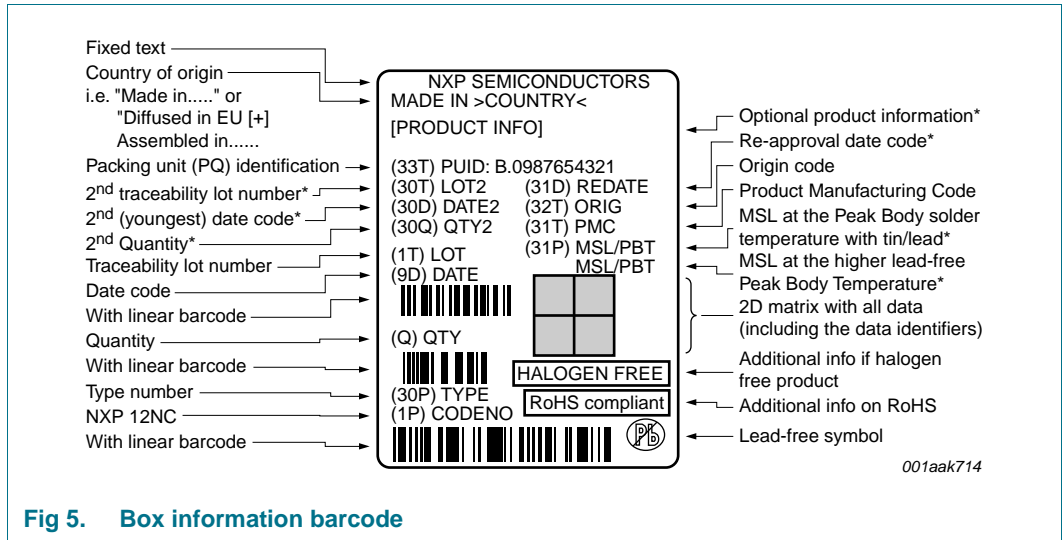 Fixed text
Country of origin
i.e. "Made in....." or
"Diffused in EU [+]
Assembled in......
Packing unit (PQ) identification
2nd traceability lot number*
2nd (youngest) date code*
2nd Quantity*
Traceability lot number
Date code
With linear barcode
Quantity
With linear barcode
Type number
NXP 12NC
With linear barcode
NXP SEMICONDUCTORS
MADE IN >COUNTRY<
[PRODUCT INFO]
(33T) PUID: B.0987654321
(30T) LOT2 (31D) REDATE
(30D) DATE2 (32T) ORIG
(30Q) QTY2 (31T) PMC
(31P) MSL/PBT
(1T) LOT
MSL/PBT
(9D) DATE
(Q) QTY
HALOGEN FREE
(30P) TYPE
RoHS compliant
(1P) CODENO
Pb
Optional product information*
Re-approval date code*
Origin code
Product Manufacturing Code
MSL at the Peak Body solder
temperature with tin/lead*
MSL at the higher lead-free
Peak Body Temperature*
2D matrix with all data
(including the data identifiers)
Additional info if halogen
free product
Additional info on RoHS
Lead-free symbol
001aak714
Fig 5. Box information barcode